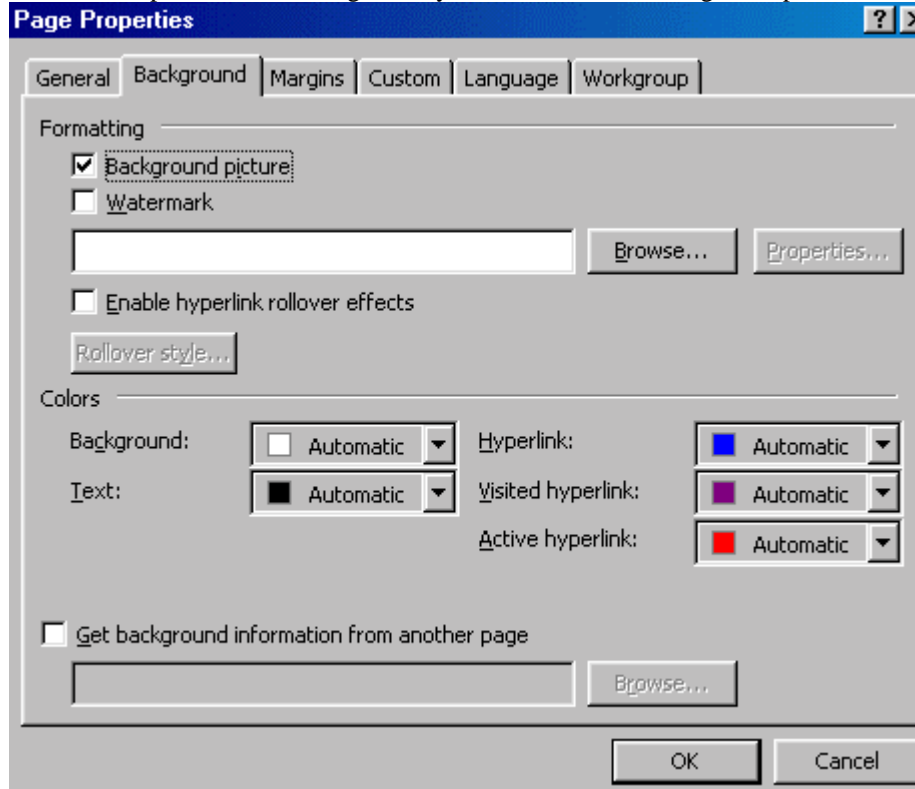 Page Properties
General Background Margins Custom Language Workgroup
Formatting
Background picture
Watermark
Browse... Properties...
Enable hyperlink rollover effects
Rollover style...
Colors
Background: Automatic Hyperlink: Automatic
Text: Automatic Visited hyperlink: Automatic
Active hyperlink: Automatic
Get background information from another page
Browse...
OK Cancel